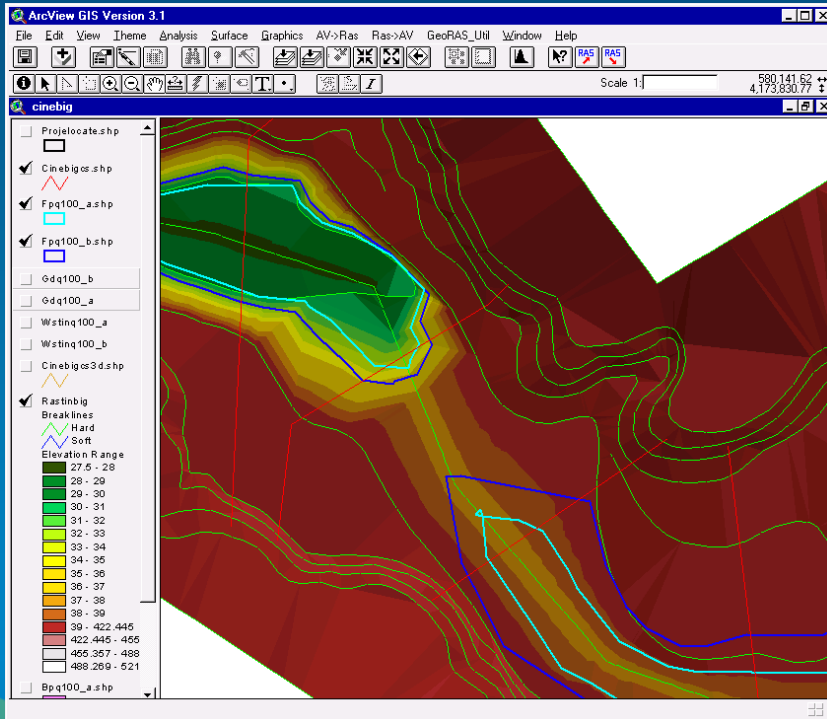 ArcView GIS Version 3.1
File Edit View Theme Analysis Surface Graphics AV->Ras Ras->AV GeoRAS_Util Window Help
RAS RAS
T I
Scale 1: 580,141.62
4,173,830.77
cinebig
Projelocate.shp
Cinebigcs.shp
Fpq100_a.shp
Fpq100_b.shp
Gdq100_b
Gdq100_a
Wstinq100_a
Wstinq100_b
Cinebigcs3d.shp
Rastinbig
Breaklines
Hard
Soft
Elevation Range
27.5 - 28
28 - 29
29 - 30
30 - 31
31 - 32
32 - 33
33 - 34
34 - 35
35 - 36
36 - 37
37 - 38
38 - 39
39 - 422.445
422.445 - 455
455.357 - 488
488.269 - 521
Bpq100_a.shp